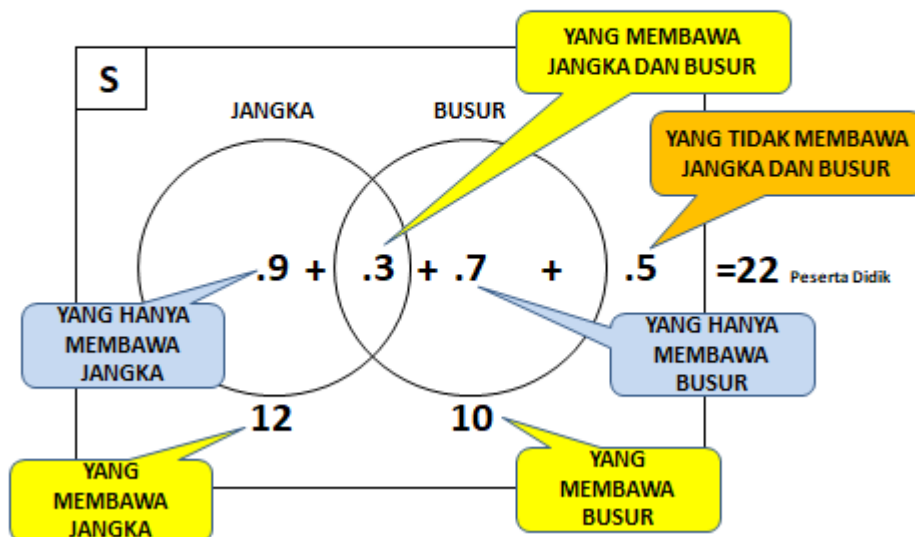 YANG MEMBAWA
JANGKA DAN BUSUR
S
JANGKA
BUSUR
YANG TIDAK MEMBAWA
JANGKA DAN BUSUR
.9 + .3 + .7 + .5 =22 Peserta Didik
YANG HANYA
MEMBAWA
JANGKA
YANG HANYA
MEMBAWA
BUSUR
12
10
YANG
MEMBAWA
JANGKA
YANG
MEMBAWA
BUSUR